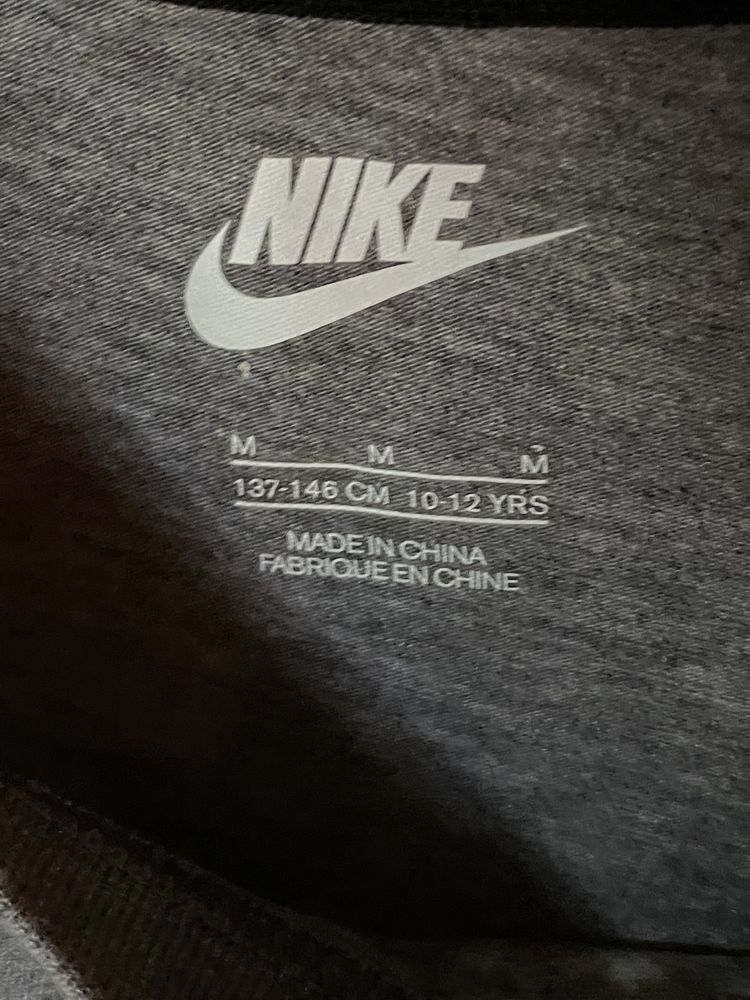 NIKE
M M M
137-146 CM 10-12 YRS
MADE IN CHINA
FABRIQUE EN CHINE